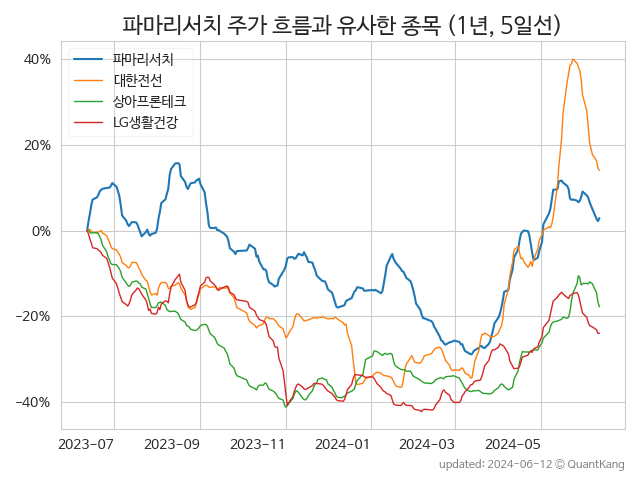 파마리서치 주가 흐름과 유사한 종목 (1년, 5일선)
파마리서치
대한전선
상아프론테크
LG생활건강
40%
20%
0%
−20%
−40%
2023-07
2023-09
2023-11
2024-01
2024-03
2024-05
updated: 2024-06-12 © QuantKang